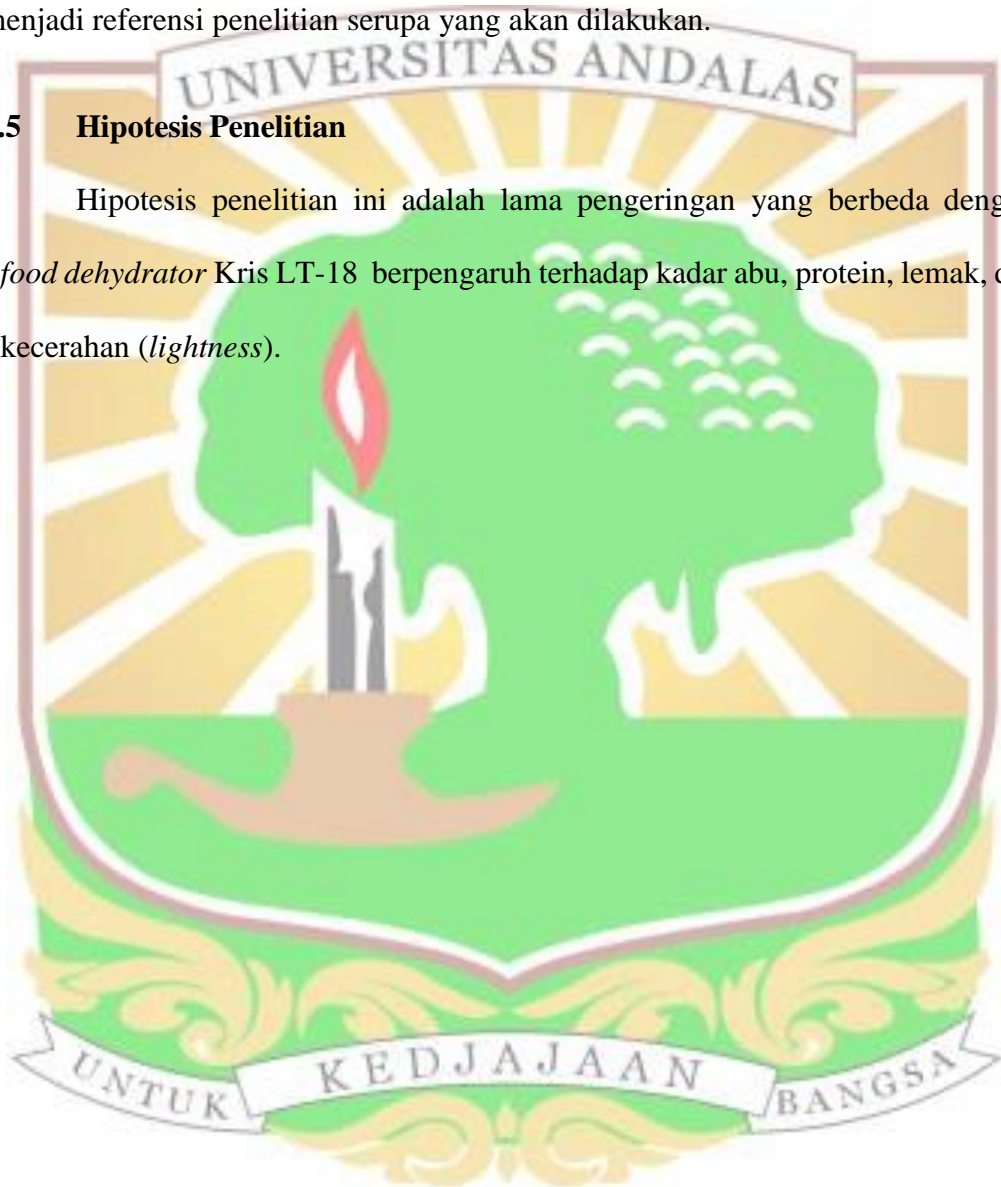 menjadi referensi penelitian serupa yang akan dilakukan.
UNIVERSITAS ANDALAS
.5 Hipotesis Penelitian
Hipotesis penelitian ini adalah lama pengeringan yang berbeda
food dehydrator Kris LT-18 berpengaruh terhadap kadar abu, protein, lemak,
kecerahan (lightness).
UNTUK KEDJAJAAN BANGSA